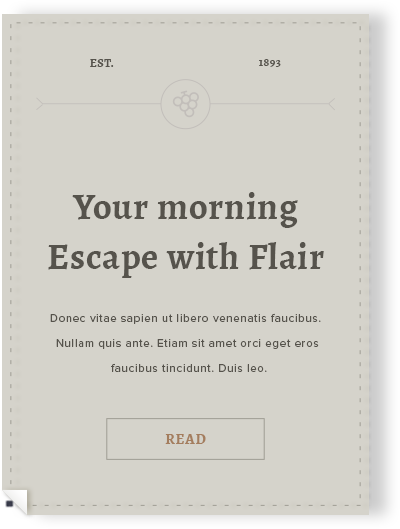 EST. 1893
Your morning
Escape with Flair
Donec vitae sapien ut libero venenatis faucibus.
Nullam quis ante. Etiam sit amet orci eget eros
faucibus tincidunt. Duis leo.
READ